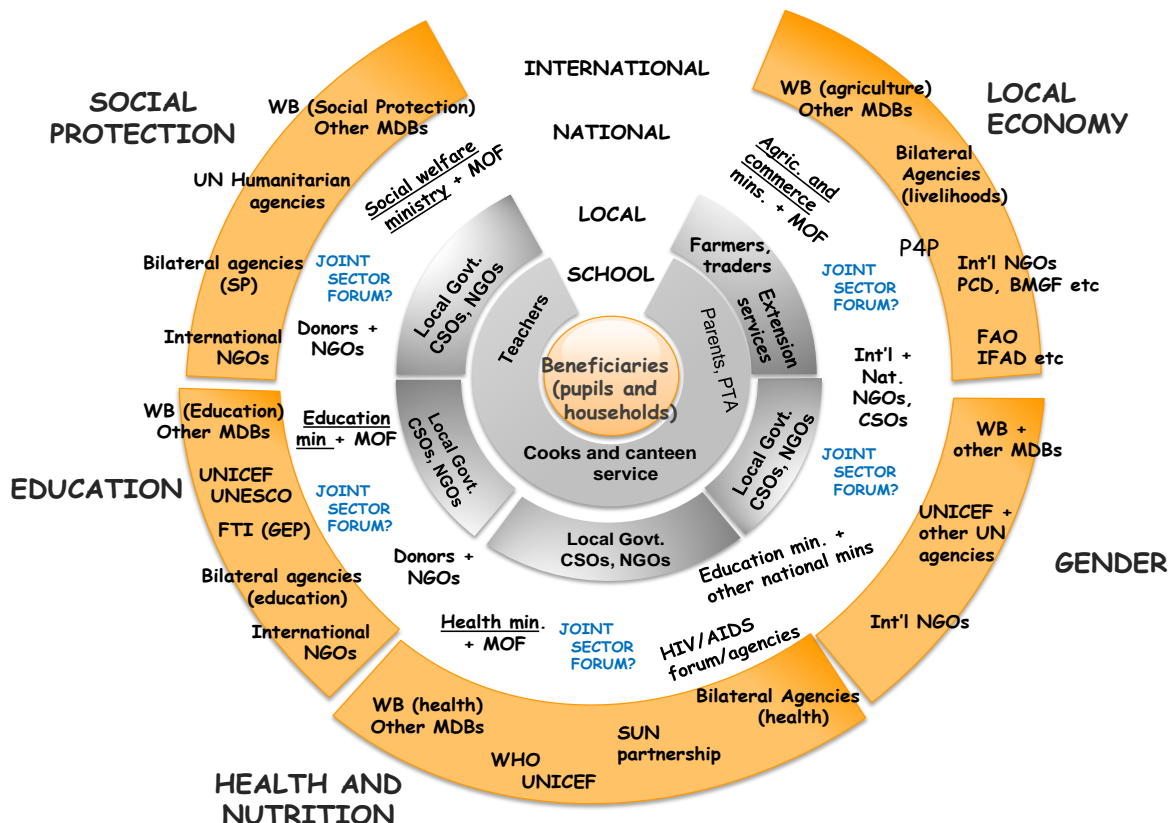 INTERNATIONAL
NATIONAL
LOCAL
SCHOOL
SOCIAL
PROTECTION
WB (Social Protection)
Other MDBs
UN Humanitarian
agencies
Bilateral agencies
(SP)
International
NGOs
Social welfare
ministry + MOF
JOINT
SECTOR
FORUM?
Donors +
NGOs
Local Govt.
CSOs, NGOs
LOCAL
ECONOMY
WB (agriculture)
Other MDBs
Bilateral
Agencies
(livelihoods)
P4P
Int'l NGOs
PCD, BMGF etc
FAO
IFAD etc
Agric. and
commerce
mins. + MOF
JOINT
SECTOR
FORUM?
Farmers,
traders
Extension
services
Int'l +
Nat.
NGOs,
CSOs
Teachers
Parents, PTA
Beneficiaries
(pupils and
households)
Cooks and canteen
service
EDUCATION
WB (Education)
Other MDBs
UNICEF
UNESCO
FTI (GEP)
Bilateral agencies
(education)
International
NGOs
Education
min + MOF
JOINT
SECTOR
FORUM?
Donors +
NGOs
Local Govt.
CSOs, NGOs
Local Govt.
CSOs, NGOs
Local Govt.
CSOs, NGOs
GENDER
WB +
other MDBs
UNICEF +
other UN
agencies
Int'l NGOs
JOINT
SECTOR
FORUM?
Education min. +
other national mins
HEALTH AND
NUTRITION
Health min.
+ MOF
JOINT
SECTOR
FORUM?
HIV/AIDS
forum/agencies
WB (health)
Other MDBs
WHO
UNICEF
SUN
partnership
Bilateral Agencies
(health)